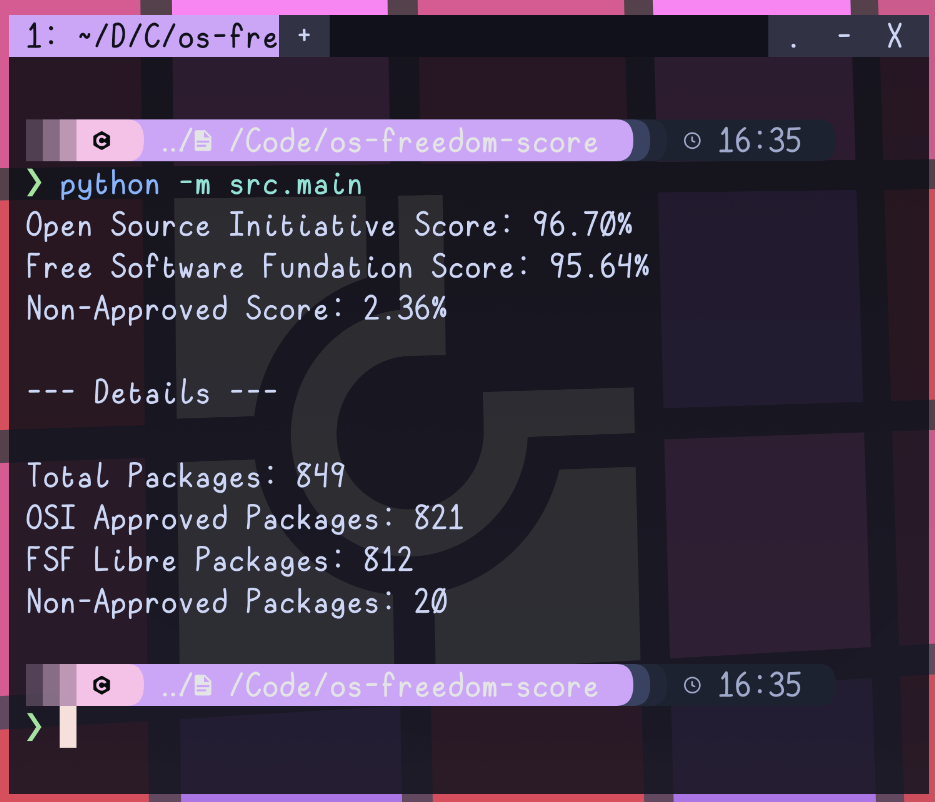 1: ~/D/C/os-fre + . - X
../ /Code/os-freedom-score 16:35
❯ python -m src.main
Open Source Initiative Score: 96.70%
Free Software Fundation Score: 95.64%
Non-Approved Score: 2.36%
--- Details ---
Total Packages: 849
OSI Approved Packages: 821
FSF Libre Packages: 812
Non-Approved Packages: 20
../ /Code/os-freedom-score 16:35
❯